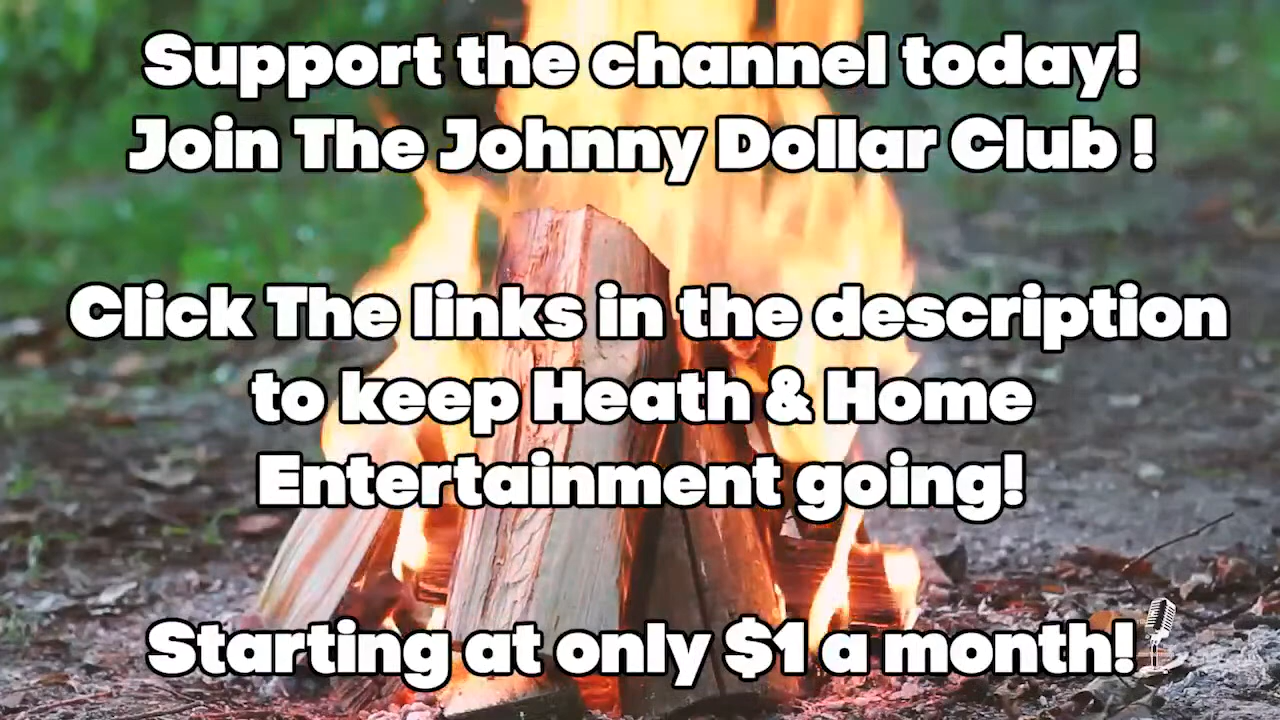 Support the channel today!
Join The Johnny Dollar Club !
Click The links in the description
to keep Heath & Home
Entertainment going!
Starting at only $1 a month!